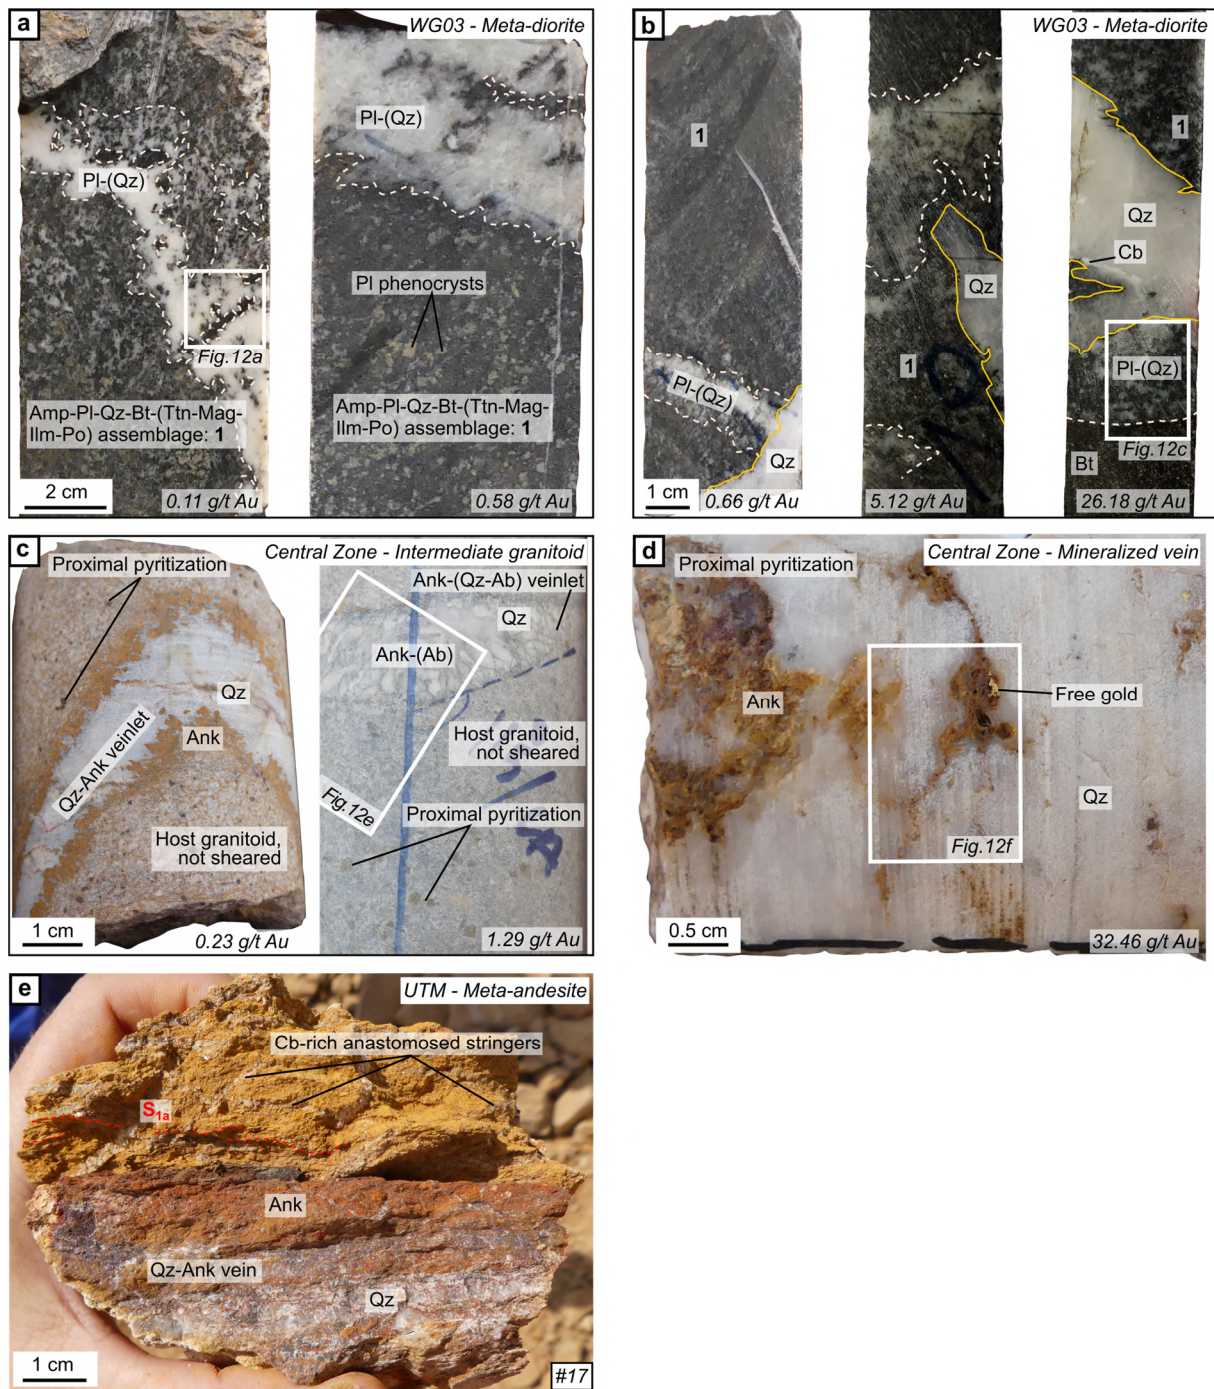 a
WG03 - Meta-diorite
Pl-(Qz)
Pl-(Qz)
Pl phenocrysts
Fig.12a
Amp-Pl-Qz-Bt-(Ttn-Mag-
Ilm-Po) assemblage: 1
Amp-Pl-Qz-Bt-(Ttn-Mag-
Ilm-Po) assemblage: 1
2 cm
0.11 g/t Au
0.58 g/t Au
b
WG03 - Meta-diorite
1
1
Qz
Cb
Qz
Pl-(Qz)
1
Pl-(Qz)
Qz
Fig.12c
Bt
1 cm
0.66 g/t Au
5.12 g/t Au
26.18 g/t Au
c
Central Zone - Intermediate granitoid
Proximal pyritization
Ank-(Qz-Ab) veinlet
Qz
Ank-(Ab)
Qz
Ank
Qz-Ank veinlet
Host granitoid,
not sheared
Fig.12e
Proximal pyritization
Host granitoid,
not sheared
1 cm
0.23 g/t Au
1.29 g/t Au
d
Central Zone - Mineralized vein
Proximal pyritization
Ank
Free gold
Qz
Fig.12f
0.5 cm
32.46 g/t Au
e
UTM - Meta-andesite
Cb-rich anastomosed stringers
S1a
Ank
Qz-Ank vein
Qz
1 cm
#17